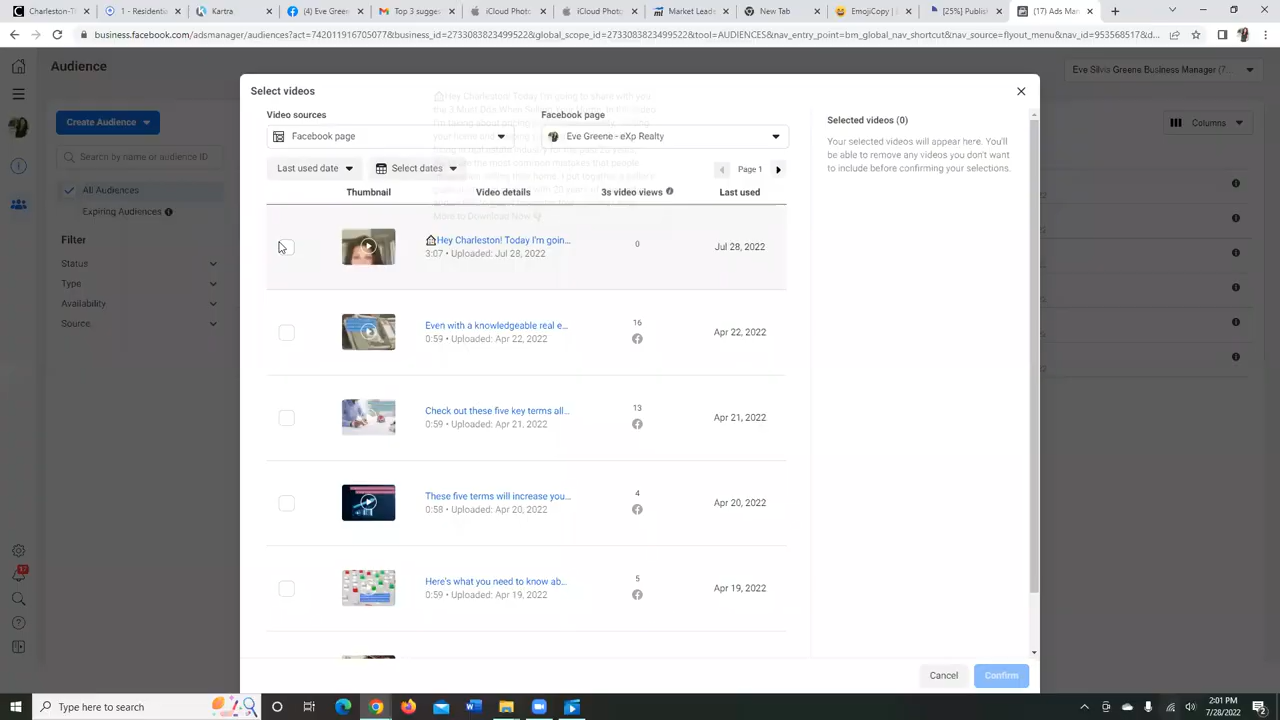 Charleston-T
1 - Residentia
Kartra
(3) Eve-Green
Top 3 sugges
iCloud Photos
iCloud Photos
Market Leade
New Tab
EmojiCopy |
[25%] Publish
(17) Ads Man
business.facebook.com/adsmanager/audiences?act=742011916705077&business_id=2733083823499522&global_scope_id=2733083823499522&tool=AUDIENCES&nav_entry_point=bm_global_nav_shortcut&nav_source=flyout_menu&nav_id=953568517&d...
Audience
Eve Silvia Greene Business Manager (7...
Select videos
Video sources
Facebook page
Facebook page
Eve Greene - eXp Realty
Selected videos (0)
Your selected videos will appear here. You'll
be able to remove any videos you don't want
to include before confirming your selections.
Create Audience
Columns
Search by name or audience ID
Last used date
Select dates
Page 1
All Audiences
Expiring Audiences
Thumbnail
Video details
3s video views
Last used
More to Download Now
Filter
Status
Type
Availability
Source
🏠Hey Charleston! Today I'm goin...
3:07 • Uploaded: Jul 28, 2022
0
Jul 28, 2022
Even with a knowledgeable real e...
0:59 • Uploaded: Apr 22, 2022
16
Apr 22, 2022
Check out these five key terms all...
0:59 • Uploaded: Apr 21, 2022
13
Apr 21, 2022
These five terms will increase you...
0:58 • Uploaded: Apr 20, 2022
4
Apr 20, 2022
Here's what you need to know ab...
0:59 • Uploaded: Apr 19, 2022
5
Apr 19, 2022
Cancel
Confirm
Type here to search
2:01 PM
7/28/2022